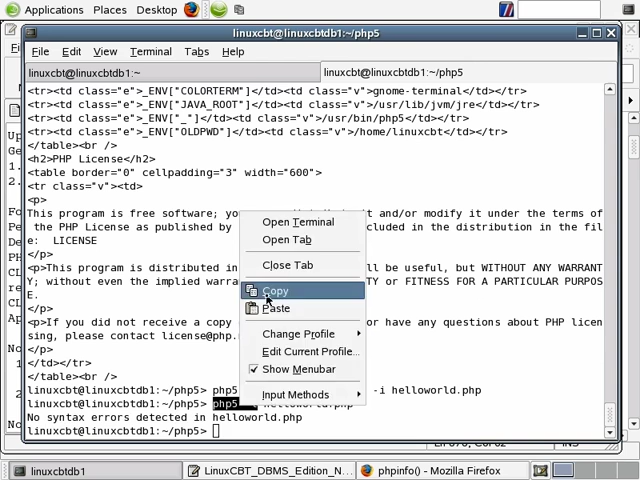 Applications Places Desktop
linuxcbt@linuxcbtdb1:~/php5
File Edit View Terminal Tabs Help
linuxcbt@linuxcbtdb1:~ linuxcbt@linuxcbtdb1:~/php5
<tr><td class="e">_ENV["COLORTERM"]</td><td class="v">gnome-terminal</td></tr>
<tr><td class="e">_ENV["JAVA_ROOT"]</td><td class="v">/usr/lib/jvm/jre</td></tr>
<tr><td class="e">_ENV["_"]</td><td class="v">/usr/bin/php5</td></tr>
<tr><td class="e">_ENV["OLDPWD"]</td><td class="v">/home/linuxcbt</td></tr>
</table><br />
<h2>PHP License</h2>
<table border="0" cellpadding="3" width="600">
<tr class="v"><td>
<p>
This program is free software; you and/or modify it under the terms of
the PHP License as published by cluded in the distribution in the fil
e: LICENSE
</p>
<p>This program is distributed in ll be useful, but WITHOUT ANY WARRANT
Y; without even the implied warra TY or FITNESS FOR A PARTICULAR PURPOS
E.
</p>
<p>If you did not receive a copy or have any questions about PHP licen
sing, please contact license@php.
</p>
</td></tr>
</table><br />
linuxcbt@linuxcbtdb1:~/php5> php5 -i helloworld.php
linuxcbt@linuxcbtdb1:~/php5> php5 helloworld.php
No syntax errors detected in helloworld.php
linuxcbt@linuxcbtdb1:~/php5>
Open Terminal
Open Tab
Close Tab
Copy
Paste
Change Profile
Edit Current Profile...
Show Menubar
Input Methods
linuxcbtdb1 LinuxCBT_DBMS_Edition_N... phpinfo() - Mozilla Firefox